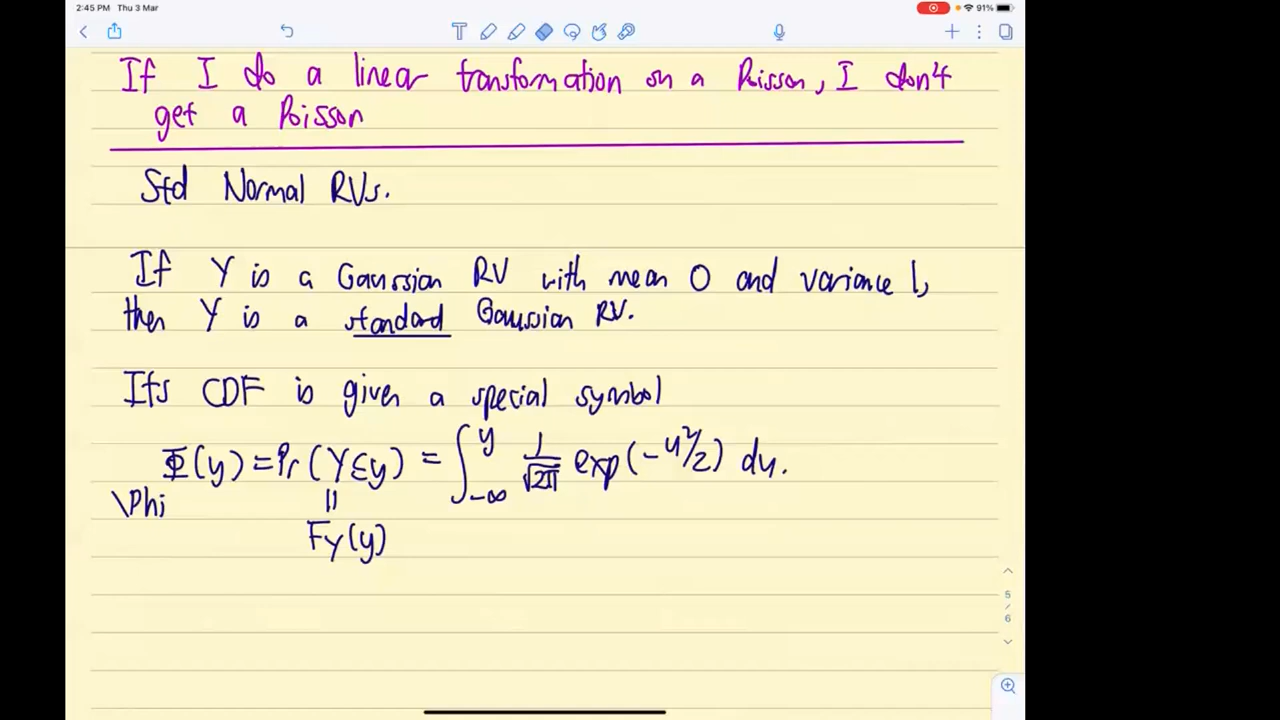 2:45 PM Thu 3 Mar
91%
If I do a linear transformation on a Poisson, I don't
get a Poisson
Std Normal RVs.
If Y is a Gaussian RV with mean 0 and variance 1,
then Y is a standard Gaussian RV.
Its CDF is given a special symbol
Φ(y) = Pr(Y≤y) = ∫_{-∞}^{y} 1/√2π exp(-u²/2) du.
\Phi
||
F_Y(y)
5
/
6